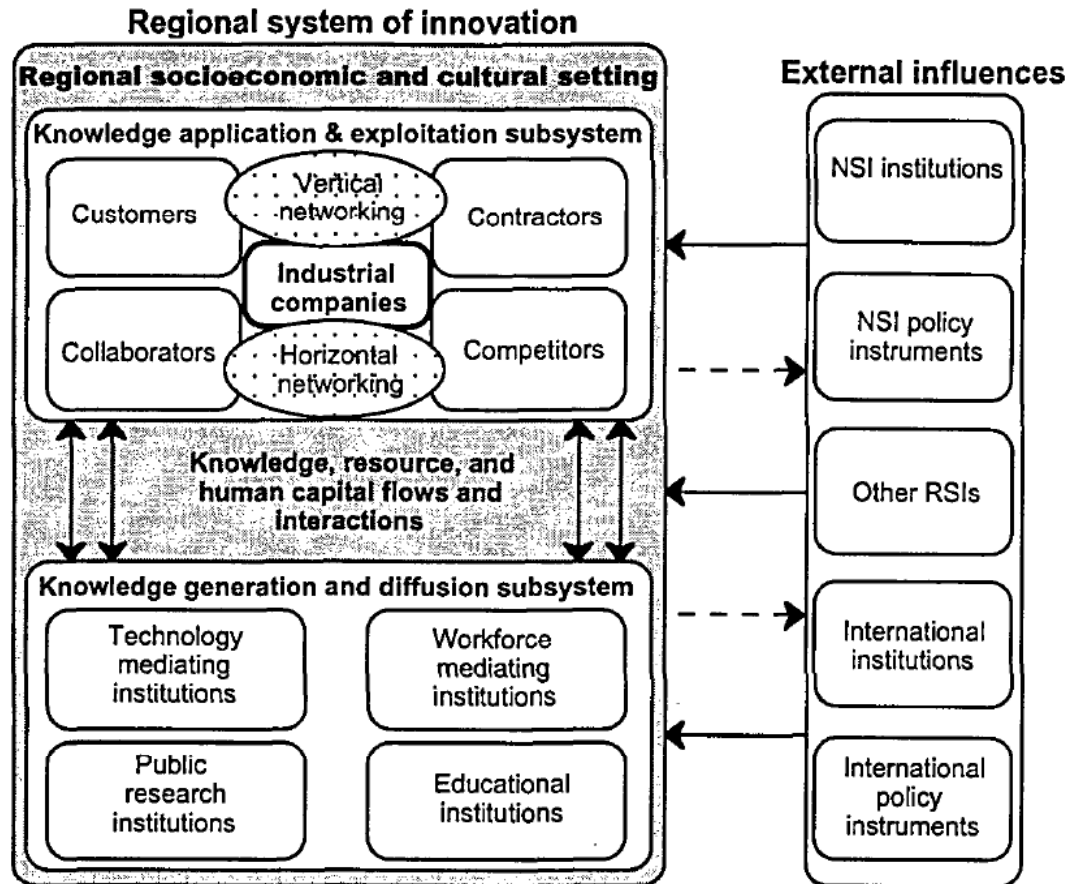 Regional system of innovation
Regional socioeconomic and cultural setting
Knowledge application & exploitation subsystem
Customers
Vertical
networking
Contractors
Industrial
companies
Collaborators
Horizontal
networking
Competitors
Knowledge, resource, and
human capital flows and
interactions
Knowledge generation and diffusion subsystem
Technology
mediating
institutions
Workforce
mediating
institutions
Public
research
institutions
Educational
institutions
External influences
NSI institutions
NSI policy
instruments
Other RSIs
International
institutions
International
policy
instruments